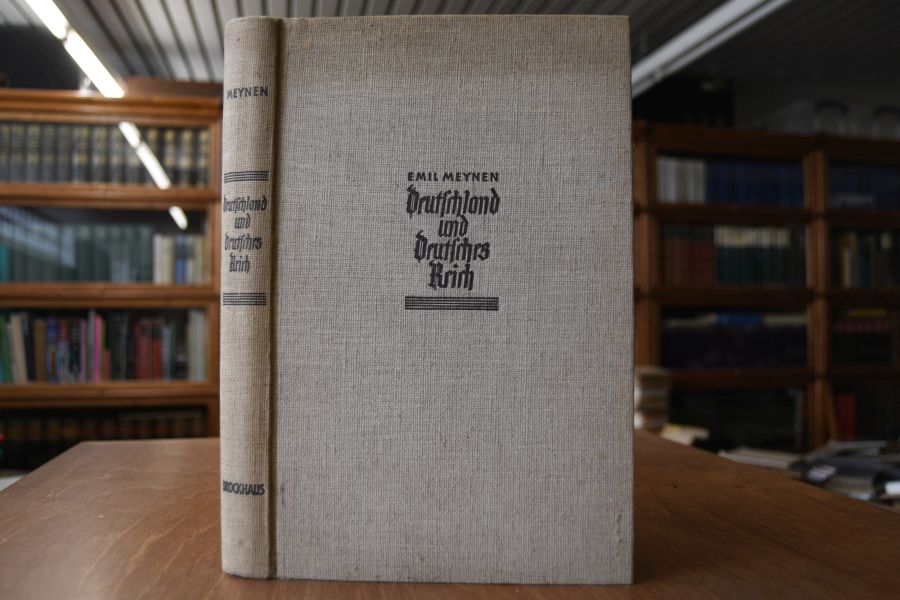 MEYNEN
Deutschland
und
Deutsches
Reich
BROCKHAUS
EMIL MEYNEN
Deutschland
und
Deutsches
Reich